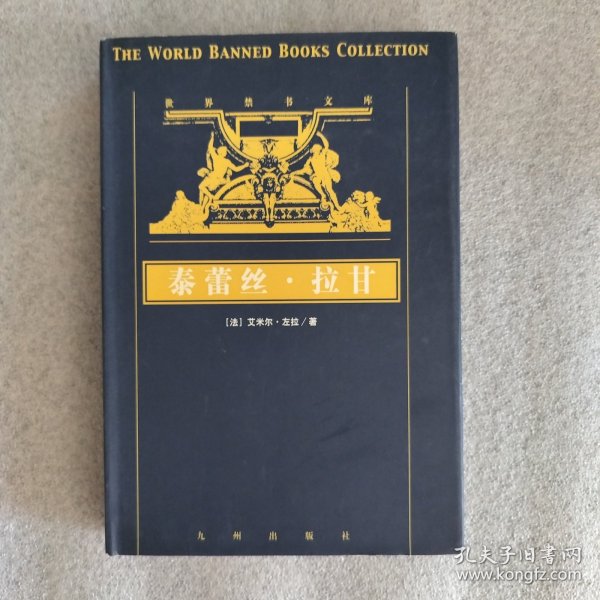 THE WORLD BANNED BOOKS COLLECTION
世界禁书文库
泰蕾丝·拉甘
[法] 艾米尔·左拉/著
九州出版社
孔夫子旧书网
www.kongfz.com